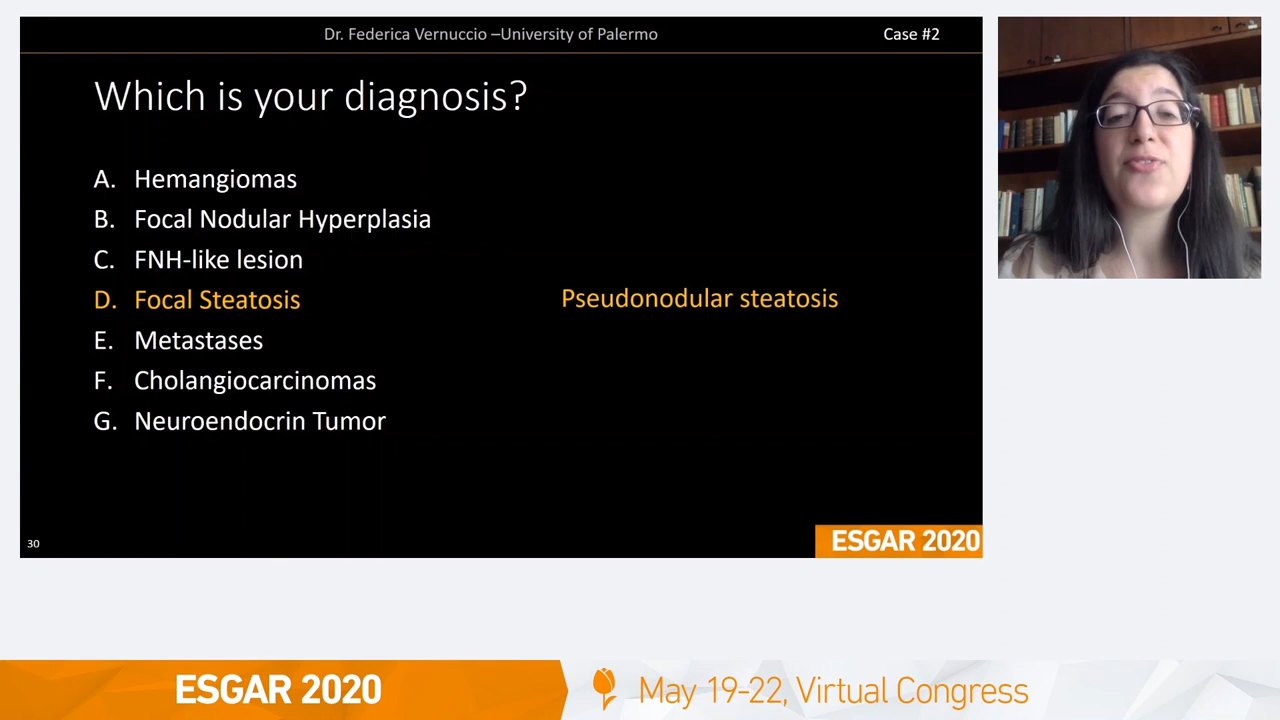 Dr. Federica Vernuccio –University of Palermo
Case #2
Which is your diagnosis?
A. Hemangiomas
B. Focal Nodular Hyperplasia
C. FNH-like lesion
D. Focal Steatosis
Pseudonodular steatosis
E. Metastases
F. Cholangiocarcinomas
G. Neuroendocrin Tumor
30
ESGAR 2020
ESGAR 2020
May 19-22, Virtual Congress